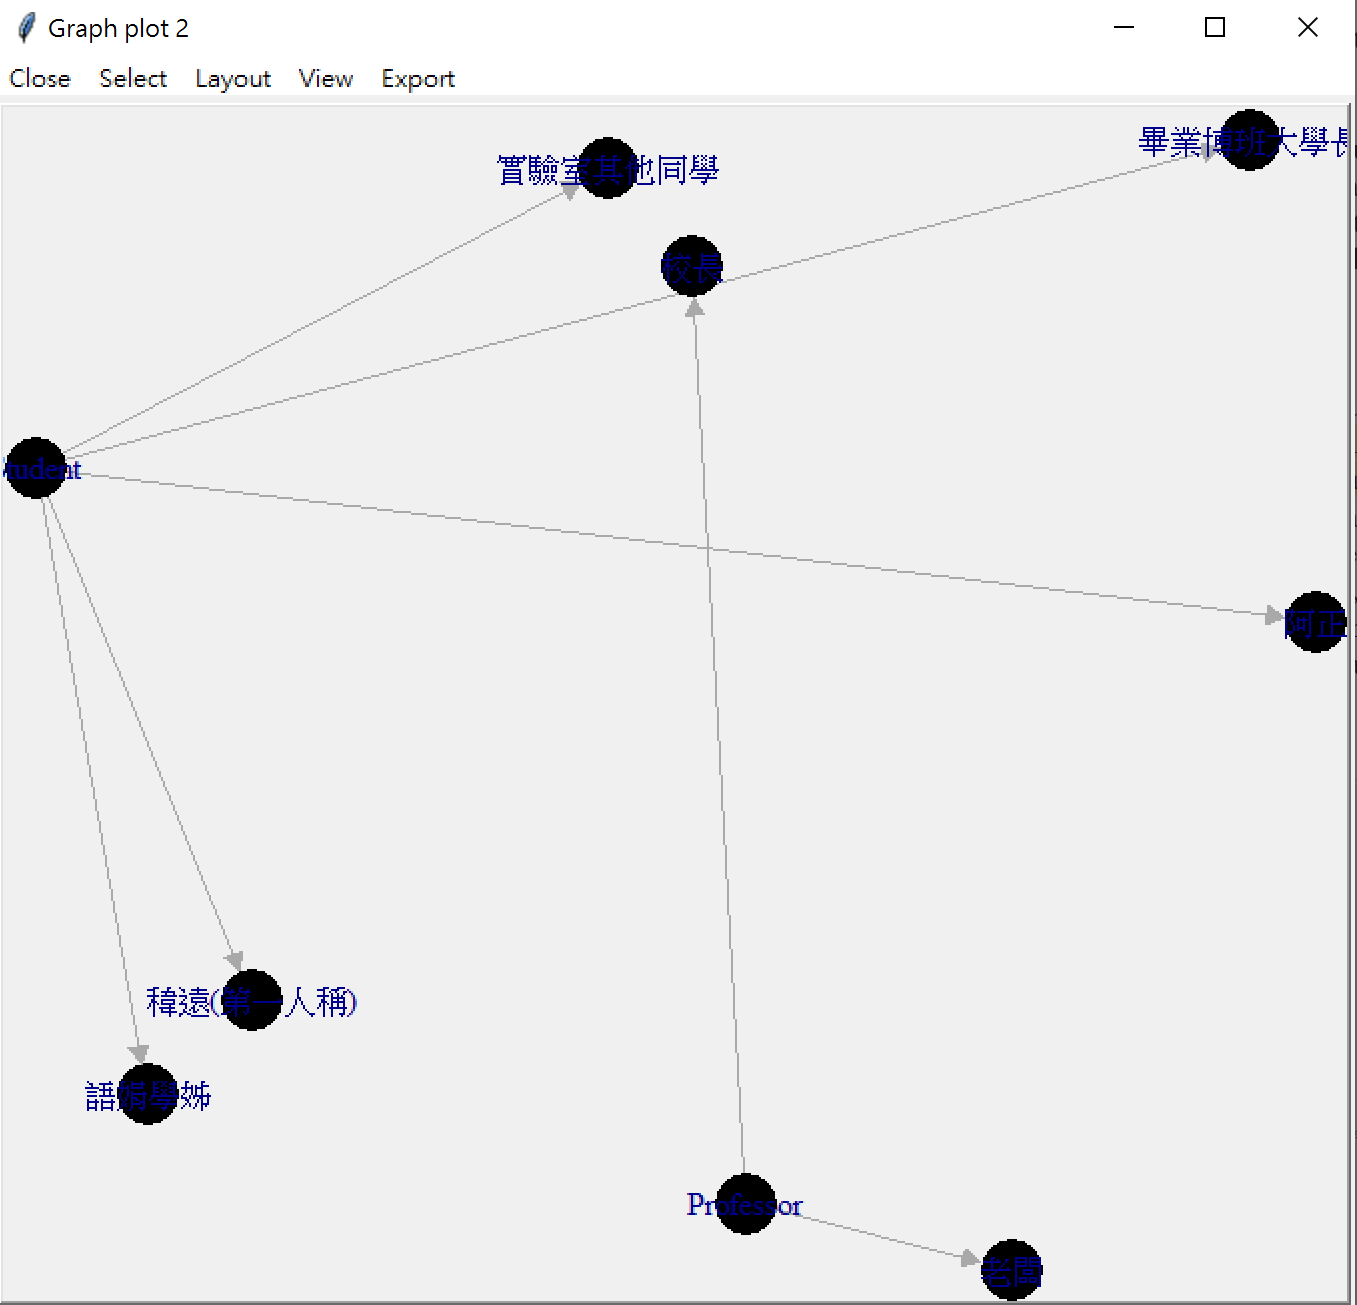 Graph plot 2
Close Select Layout View Export
畢業博班大學長
實驗室其他同學
校長
tudent
阿正
稦遠(第一人稱)
語娟學姊
Professor
老闆